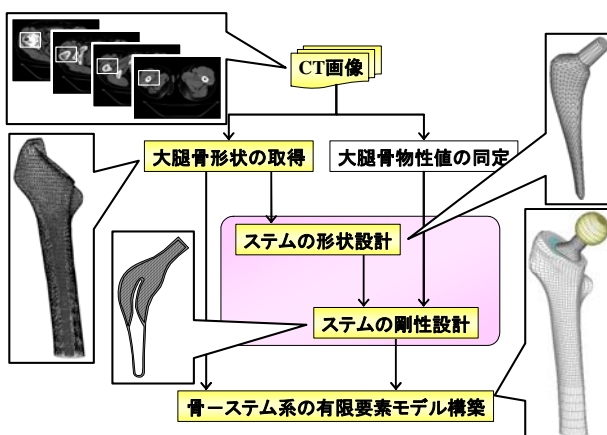 CT画像
大腿骨形状の取得
大腿骨物性値の同定
ステムの形状設計
ステムの剛性設計
骨－ステム系の有限要素モデル構築